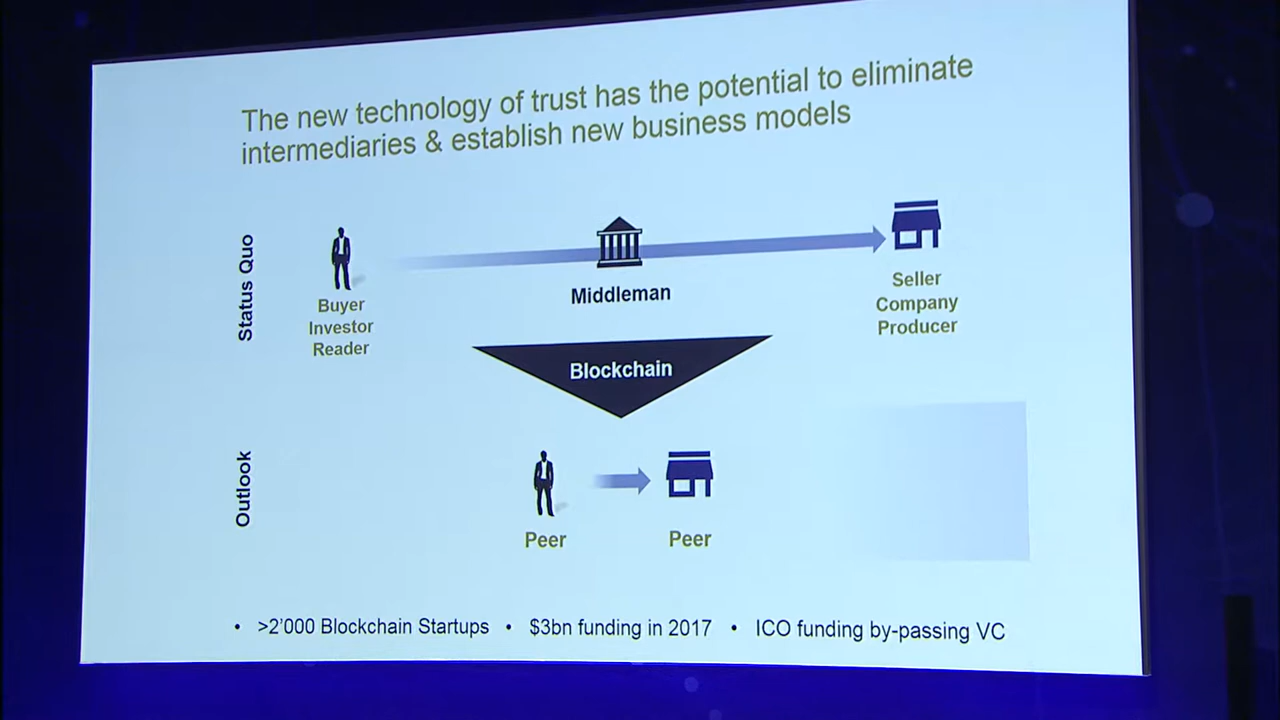 The new technology of trust has the potential to eliminate
intermediaries & establish new business models
Status Quo
Buyer
Investor
Reader
Middleman
Seller
Company
Producer
Blockchain
Outlook
Peer
Peer
• >2'000 Blockchain Startups • $3bn funding in 2017 • ICO funding by-passing VC